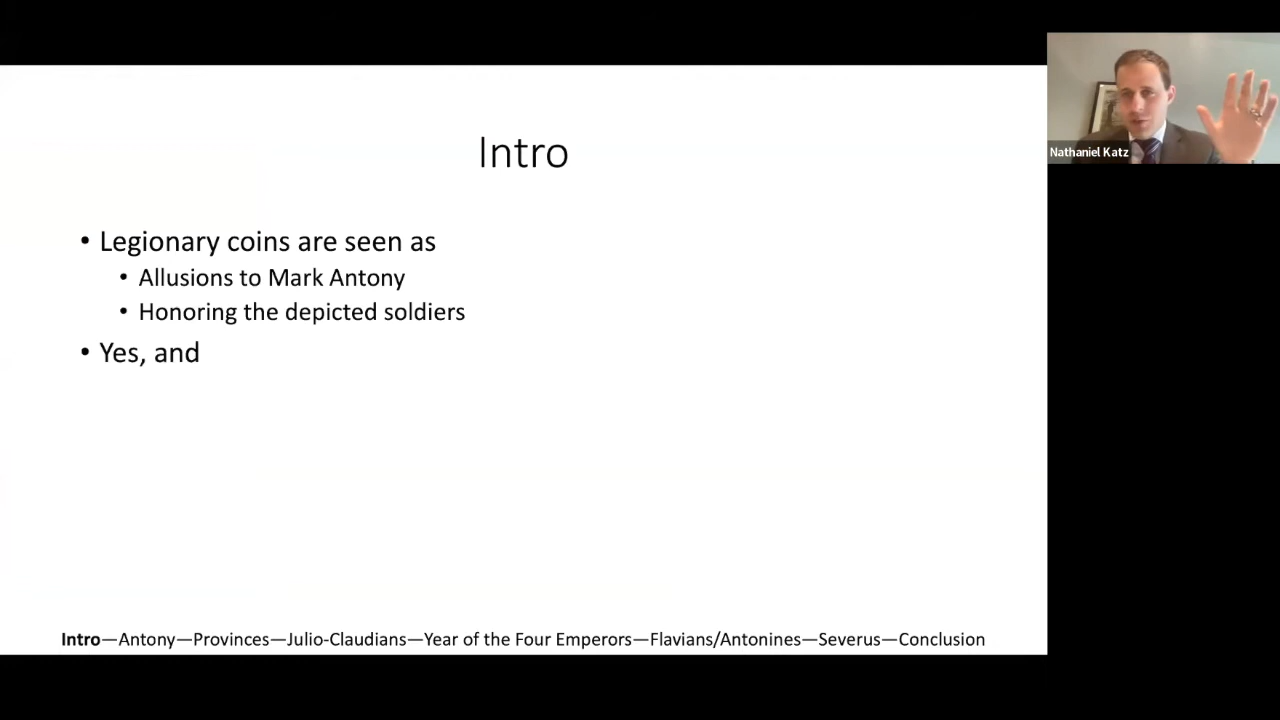 Intro
• Legionary coins are seen as
• Allusions to Mark Antony
• Honoring the depicted soldiers
• Yes, and
Intro—Antony—Provinces—Julio-Claudians—Year of the Four Emperors—Flavians/Antonines—Severus—Conclusion
Nathaniel Katz